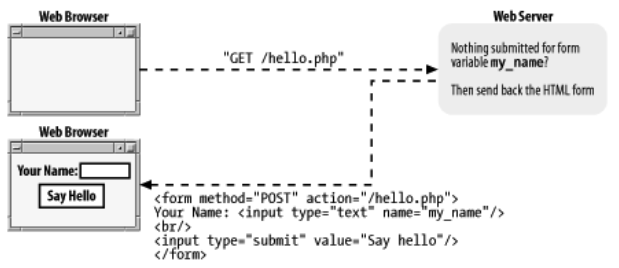 Web Browser
Web Server
"GET /hello.php"
Nothing submitted for form
variable my_name?
Then send back the HTML form
Web Browser
Your Name:
Say Hello
<form method="POST" action="/hello.php">
Your Name: <input type="text" name="my_name"/>
<br/>
<input type="submit" value="Say hello"/>
</form>